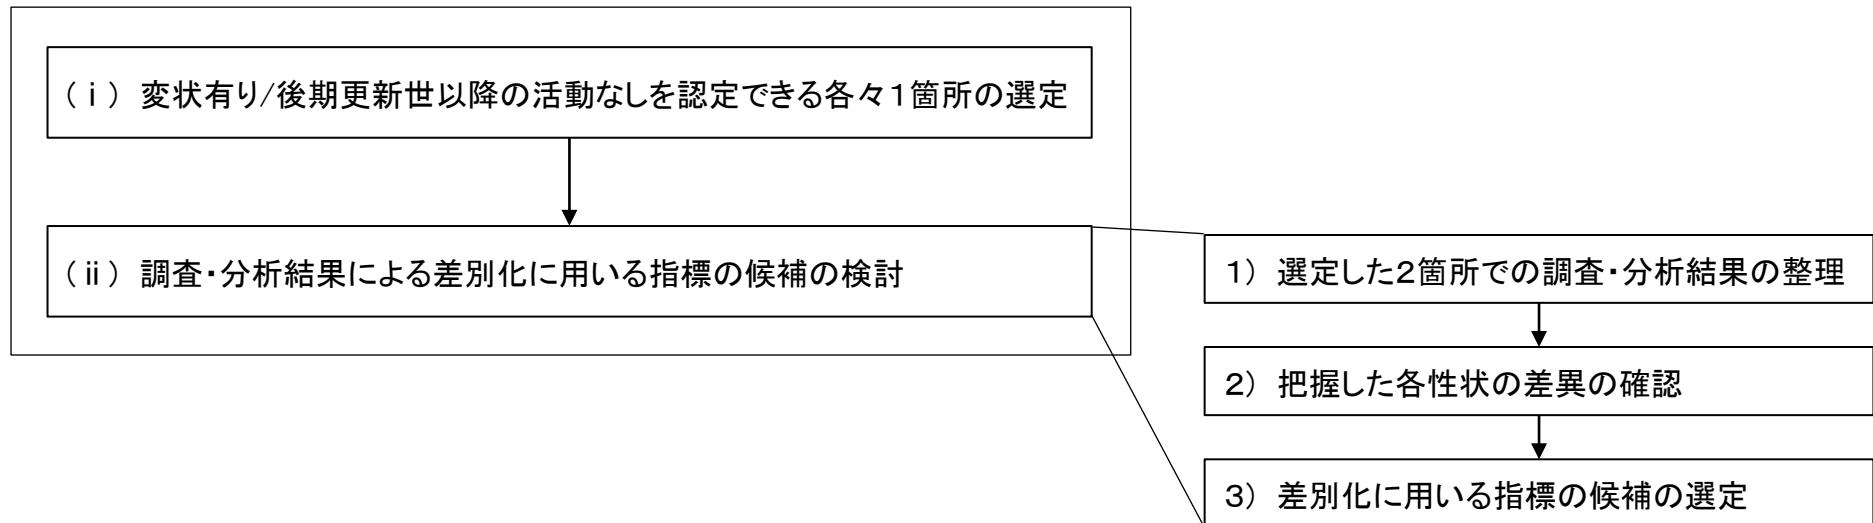 (ⅰ) 変状有り/後期更新世以降の活動なしを認定できる各々1箇所の選定
(ⅱ) 調査・分析結果による差別化に用いる指標の候補の検討
1) 選定した2箇所での調査・分析結果の整理
2) 把握した各性状の差異の確認
3) 差別化に用いる指標の候補の選定